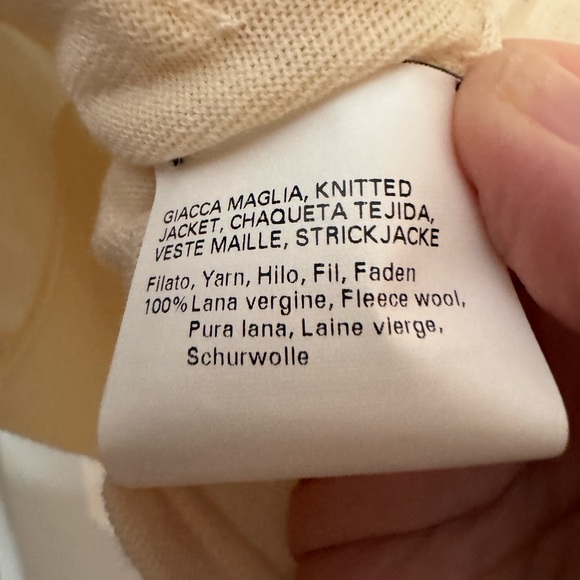 GIACCA MAGLIA, KNITTED
JACKET, CHAQUETA TEJIDA,
VESTE MAILLE, STRICKJACKE
Filato, Yarn, Hilo, Fil, Faden
100% Lana vergine, Fleece wool,
Pura lana, Laine vierge,
Schurwolle